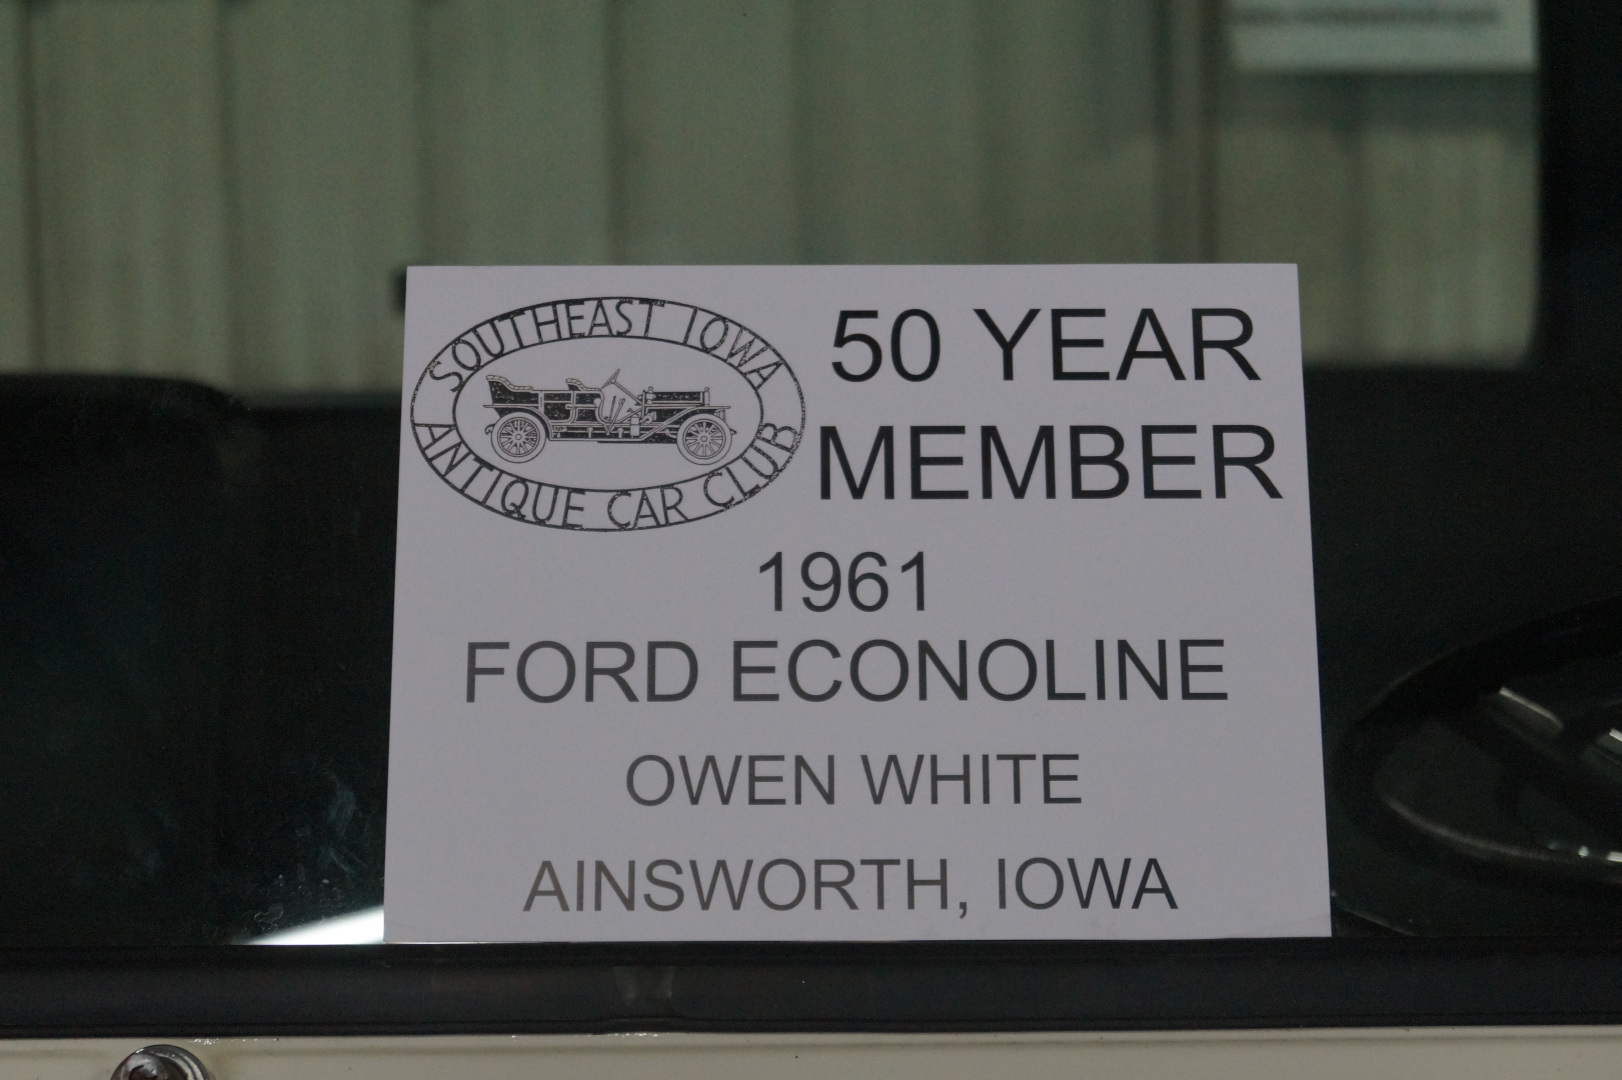 SOUTHEAST IOWA
ANTIQUE CAR CLUB
50 YEAR
MEMBER
1961
FORD ECONOLINE
OWEN WHITE
AINSWORTH, IOWA